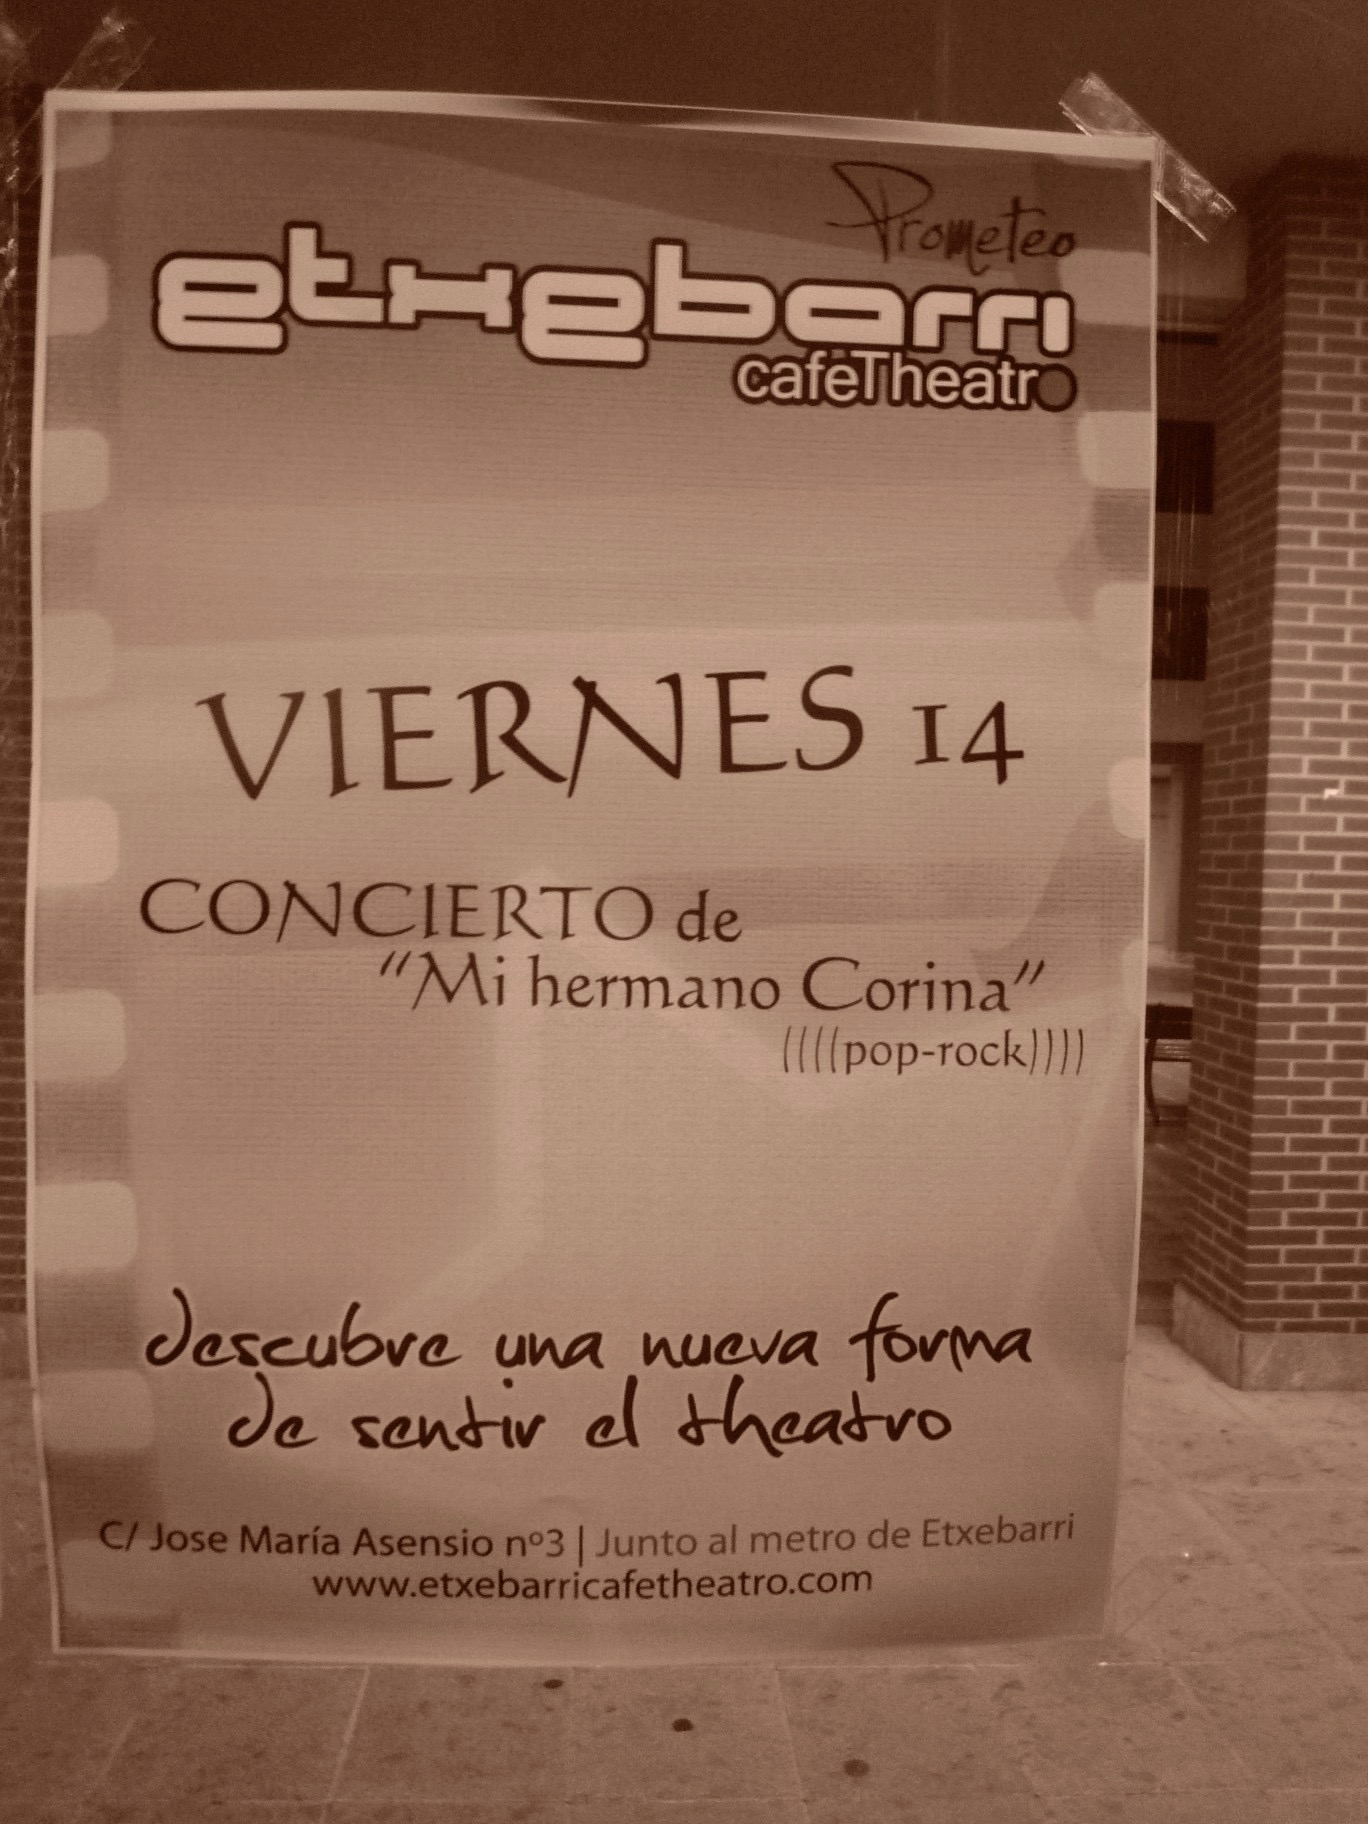 Prometeo
etxebarri
cafeTheatro
VIERNES 14
CONCIERTO de
"Mi hermano Corina"
((((pop-rock))))
descubre una nueva forma
de sentir el theatro
C/ Jose María Asensio nº3 | Junto al metro de Etxebarri
www.etxebarricafetheatro.com